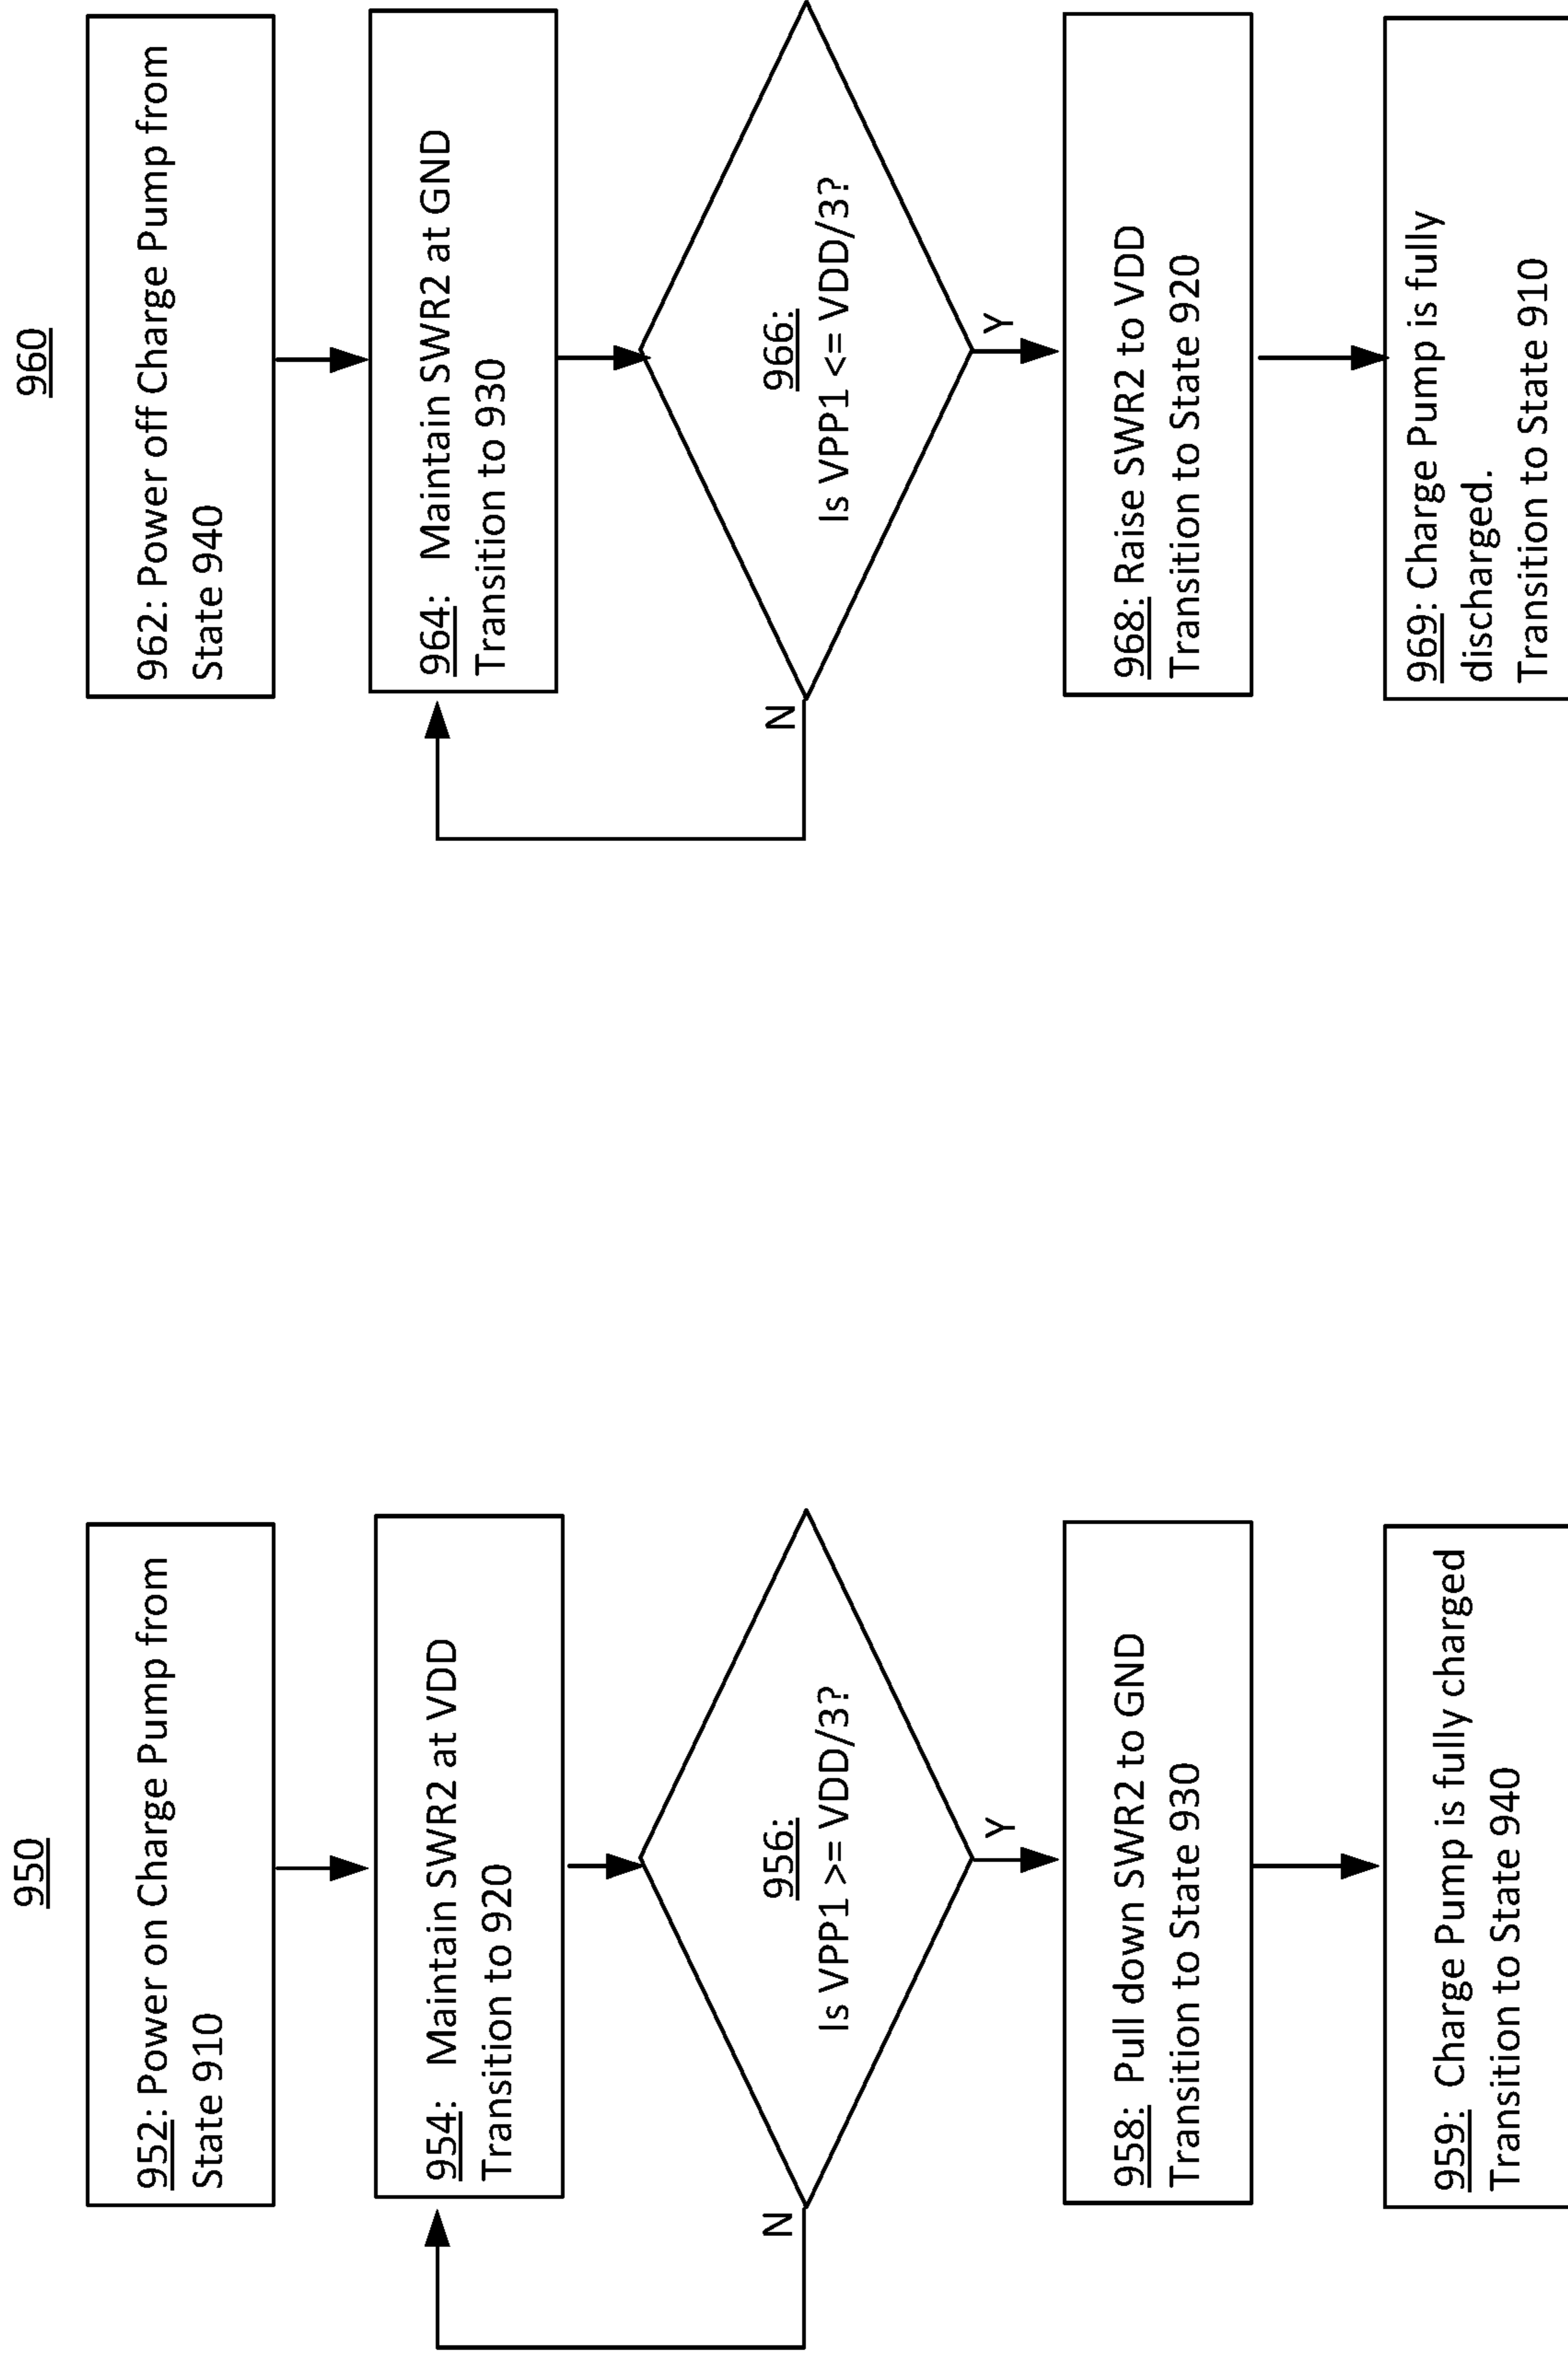 950
952: Power on Charge Pump from
State 910
954: Maintain SWR2 at VDD
Transition to 920
956:
Is VPP1 >= VDD/3?
N
Y
958: Pull down SWR2 to GND
Transition to State 930
959: Charge Pump is fully charged
Transition to State 940
960
962: Power off Charge Pump from
State 940
964: Maintain SWR2 at GND
Transition to 930
966:
Is VPP1 <= VDD/3?
N
Y
968: Raise SWR2 to VDD
Transition to State 920
969: Charge Pump is fully
discharged.
Transition to State 910